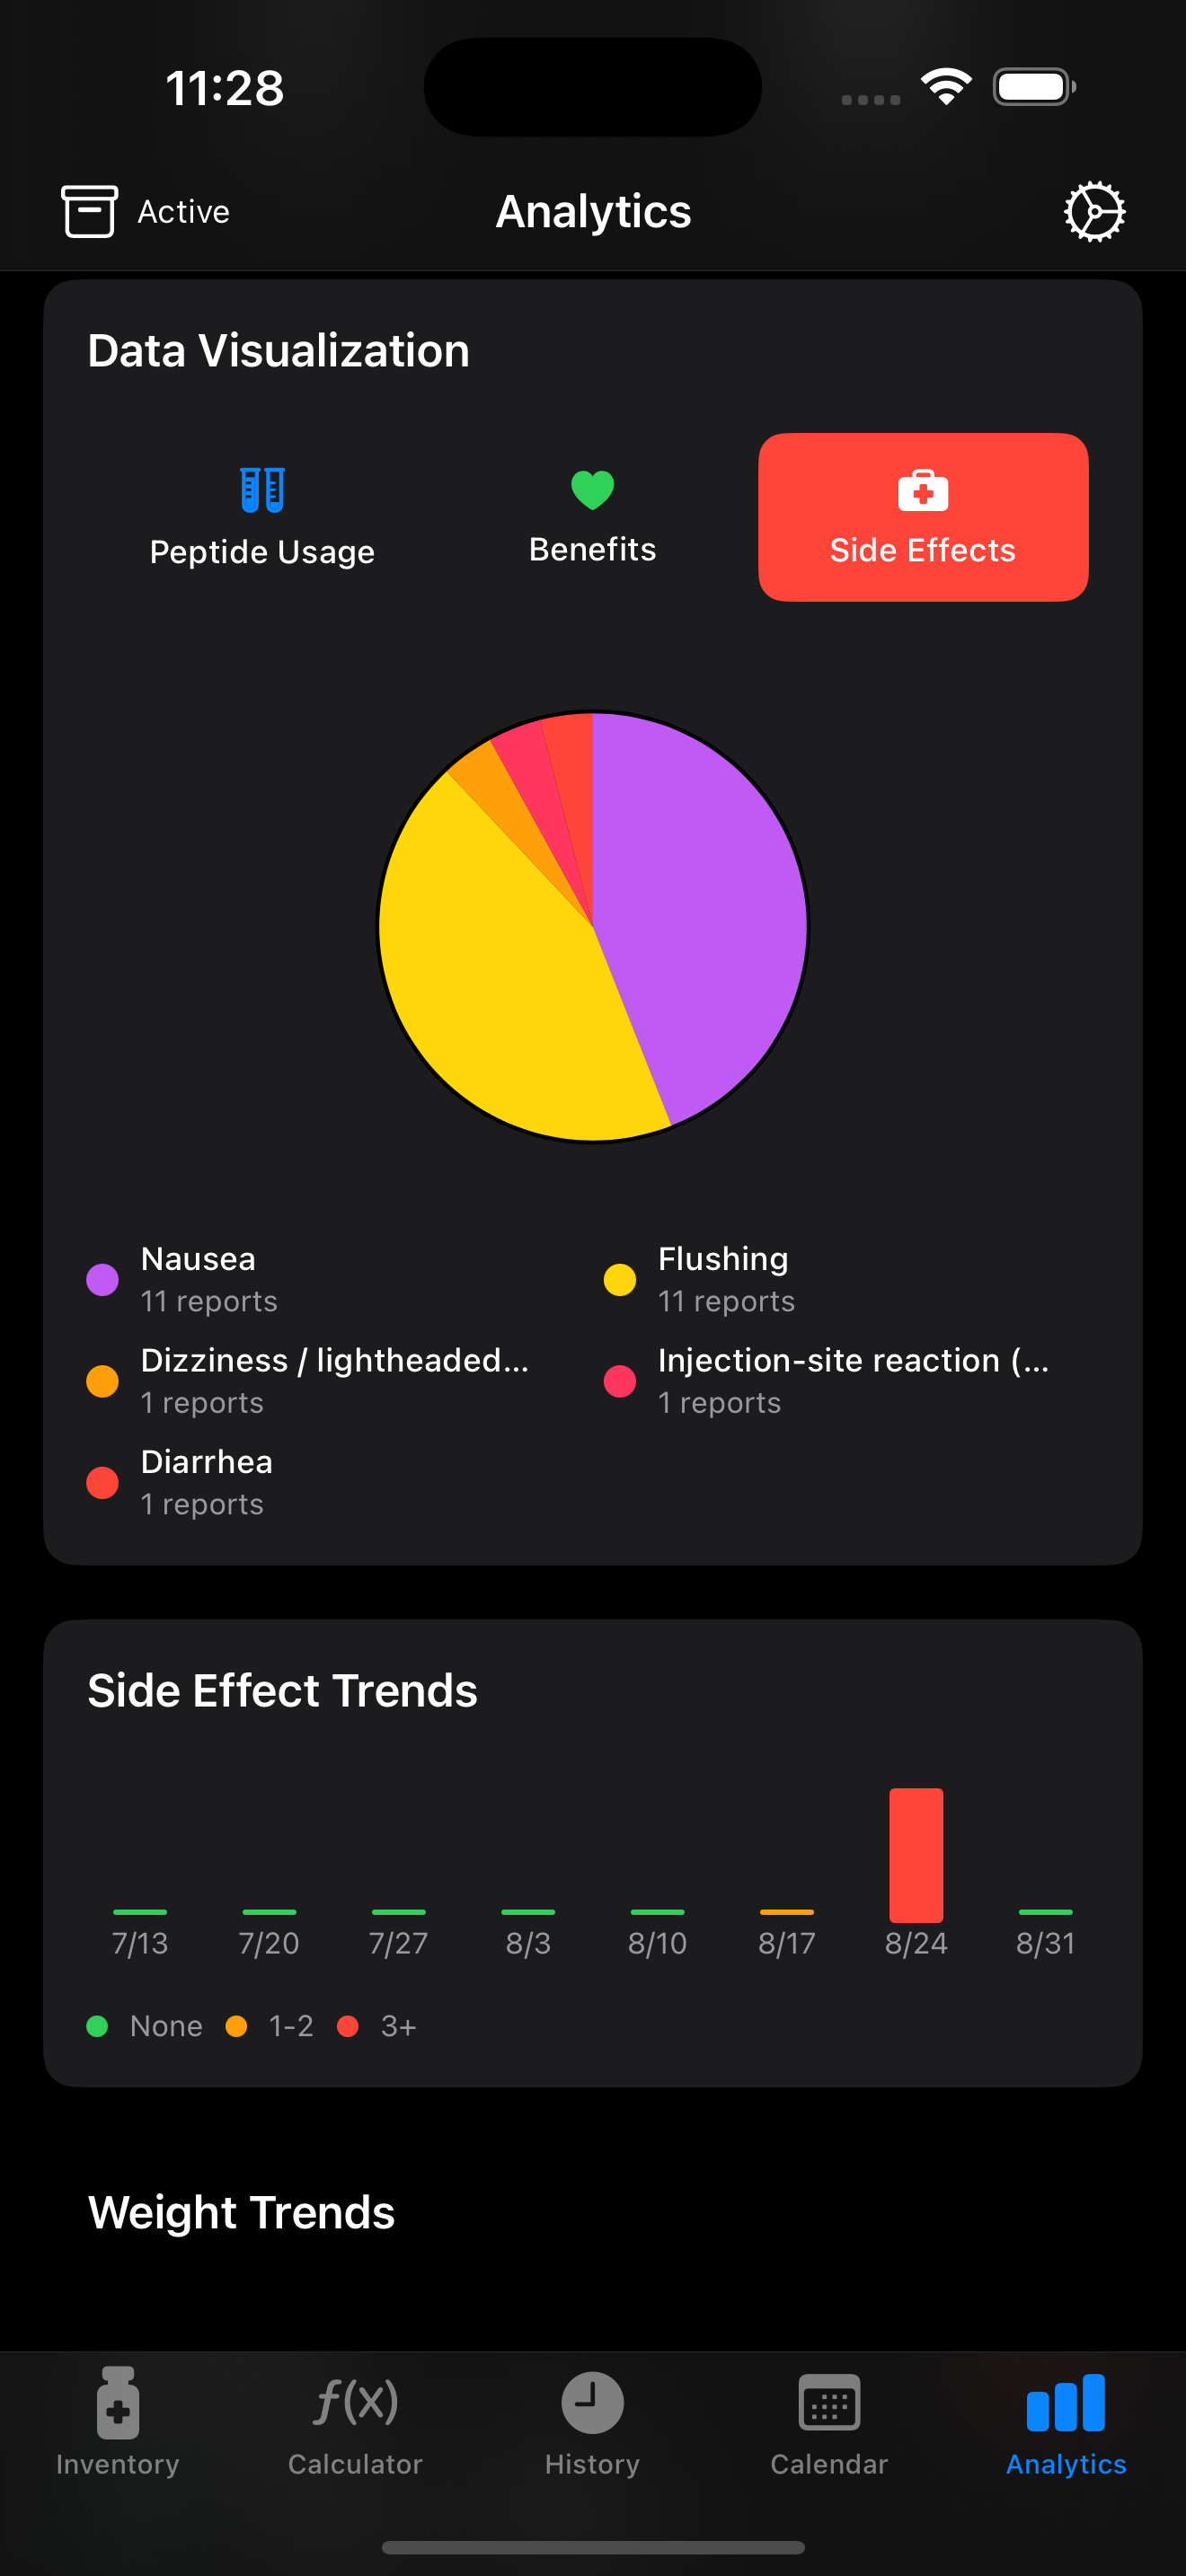 11:28
Active
Analytics
Data Visualization
Peptide Usage
Benefits
Side Effects
Nausea
11 reports
Flushing
11 reports
Dizziness / lightheaded...
1 reports
Injection-site reaction (...
1 reports
Diarrhea
1 reports
Side Effect Trends
7/13 7/20 7/27 8/3 8/10 8/17 8/24 8/31
None 1-2 3+
Weight Trends
f(x)
Inventory Calculator History Calendar Analytics